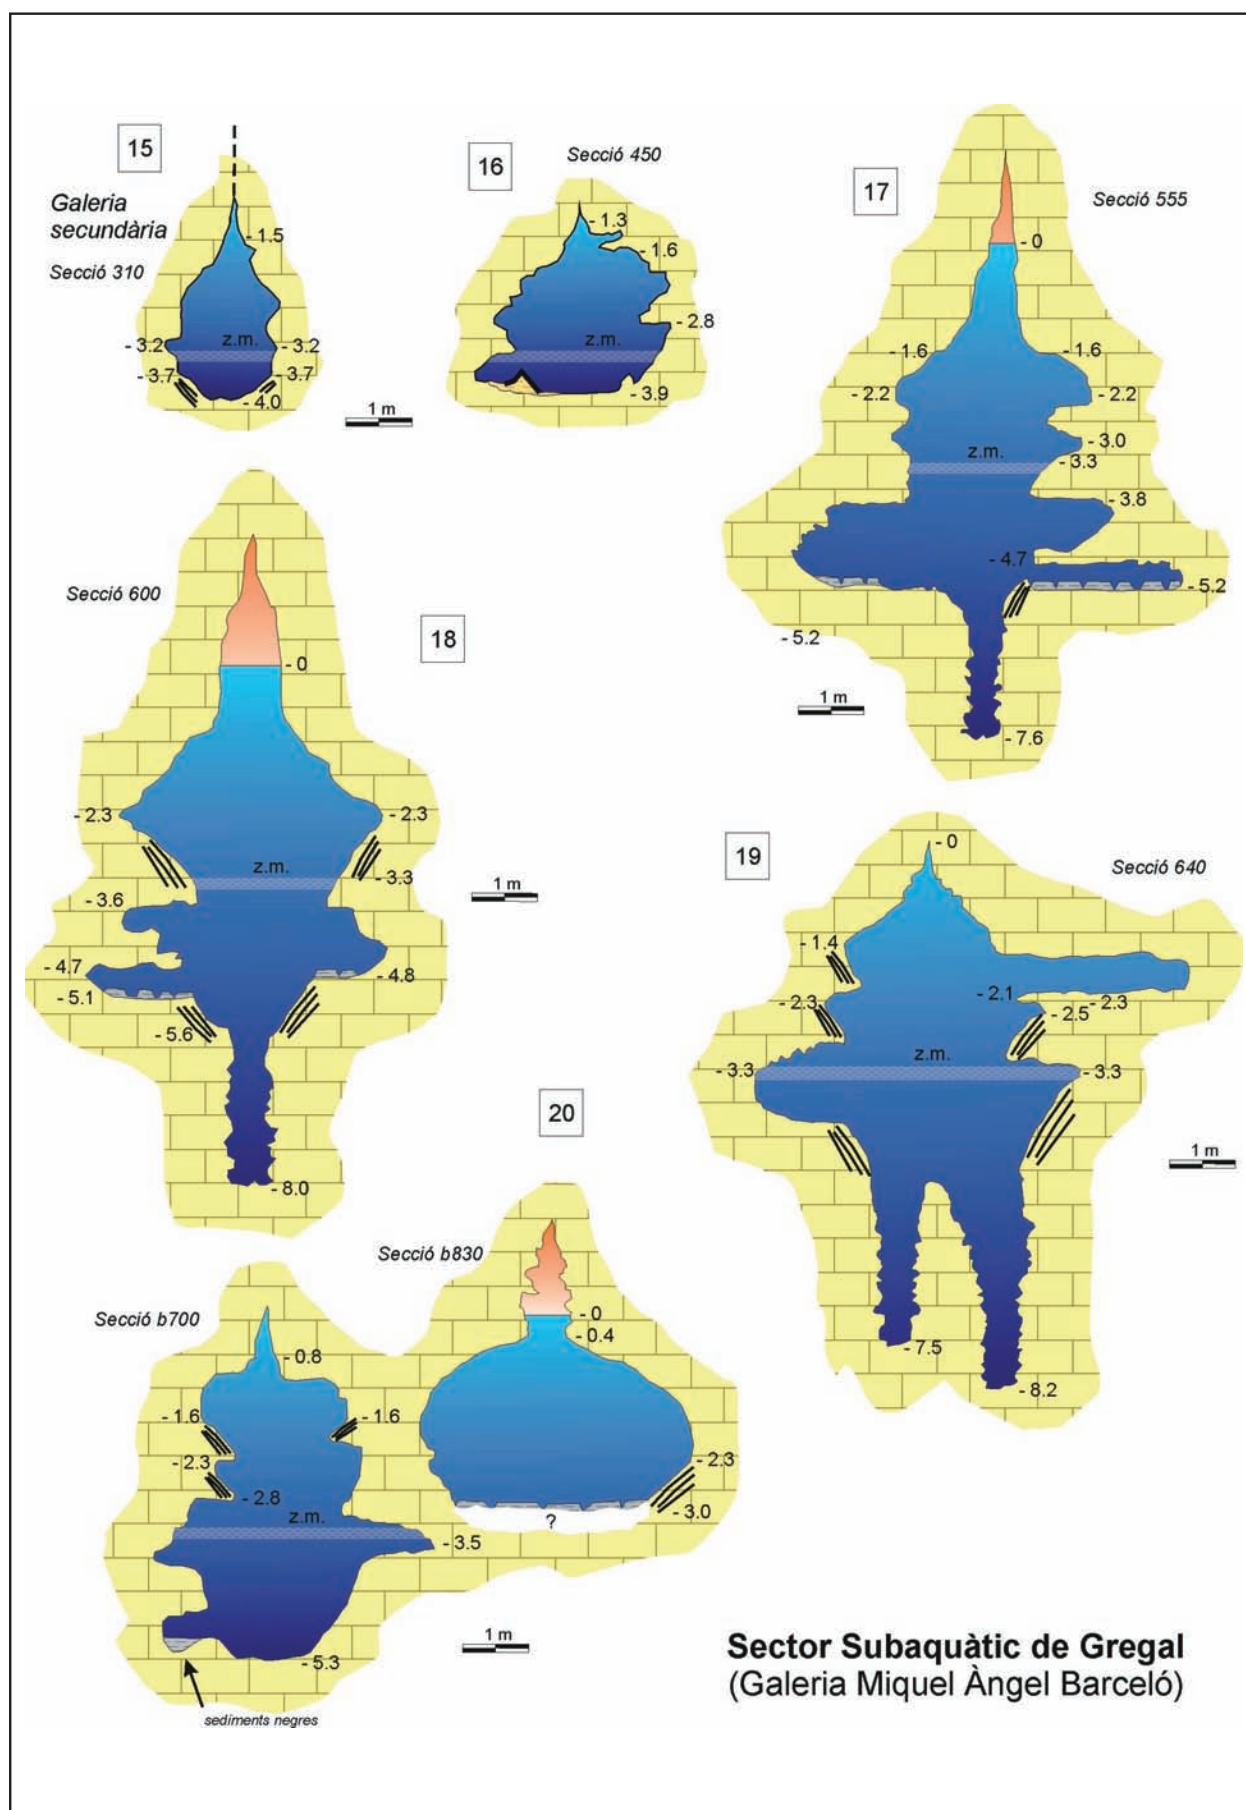 15
Galeria
secundària
Secció 310
- 1.5
- 3.2
z.m.
- 3.2
- 3.7
- 3.7
- 4.0
1 m
16
Secció 450
- 1.3
- 1.6
- 2.8
z.m.
- 3.9
17
Secció 555
- 0
- 1.6
- 1.6
- 2.2
- 2.2
- 3.0
z.m.
- 3.3
- 3.8
- 4.7
- 5.2
- 5.2
- 7.6
1 m
Secció 600
18
- 0
- 2.3
- 2.3
z.m.
- 3.3
- 3.6
- 4.7
- 4.8
- 5.1
- 5.6
- 8.0
1 m
19
Secció 640
- 0
- 1.4
- 2.1
- 2.3
- 2.3
- 2.5
z.m.
- 3.3
- 3.3
- 7.5
- 8.2
1 m
20
Secció b830
- 0
- 0.4
- 2.3
- 3.0
?
Secció b700
- 0.8
- 1.6
- 1.6
- 2.3
- 2.8
z.m.
- 3.5
- 5.3
sediments negres
1 m
Sector Subaquàtic de Gregal
(Galeria Miquel Àngel Barceló)